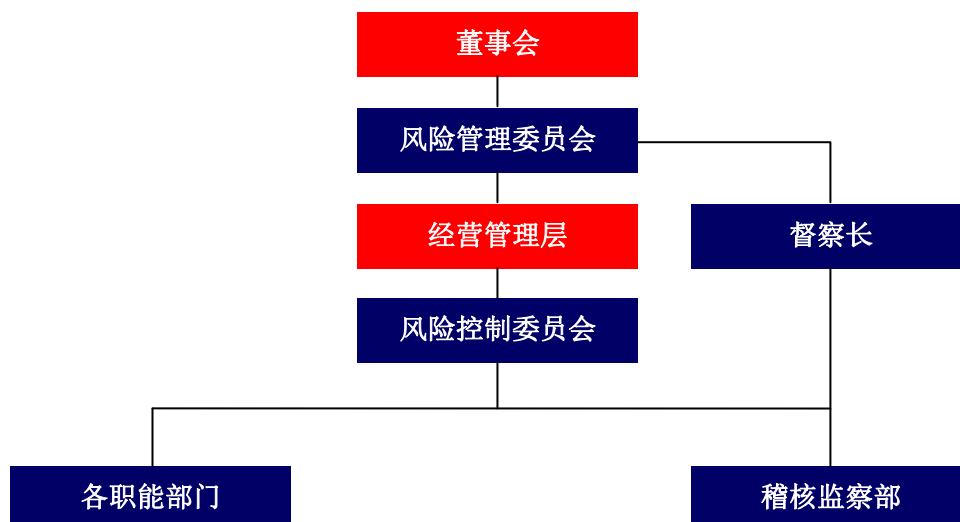 董事会
风险管理委员会
经营管理层
督察长
风险控制委员会
各职能部门
稽核监察部